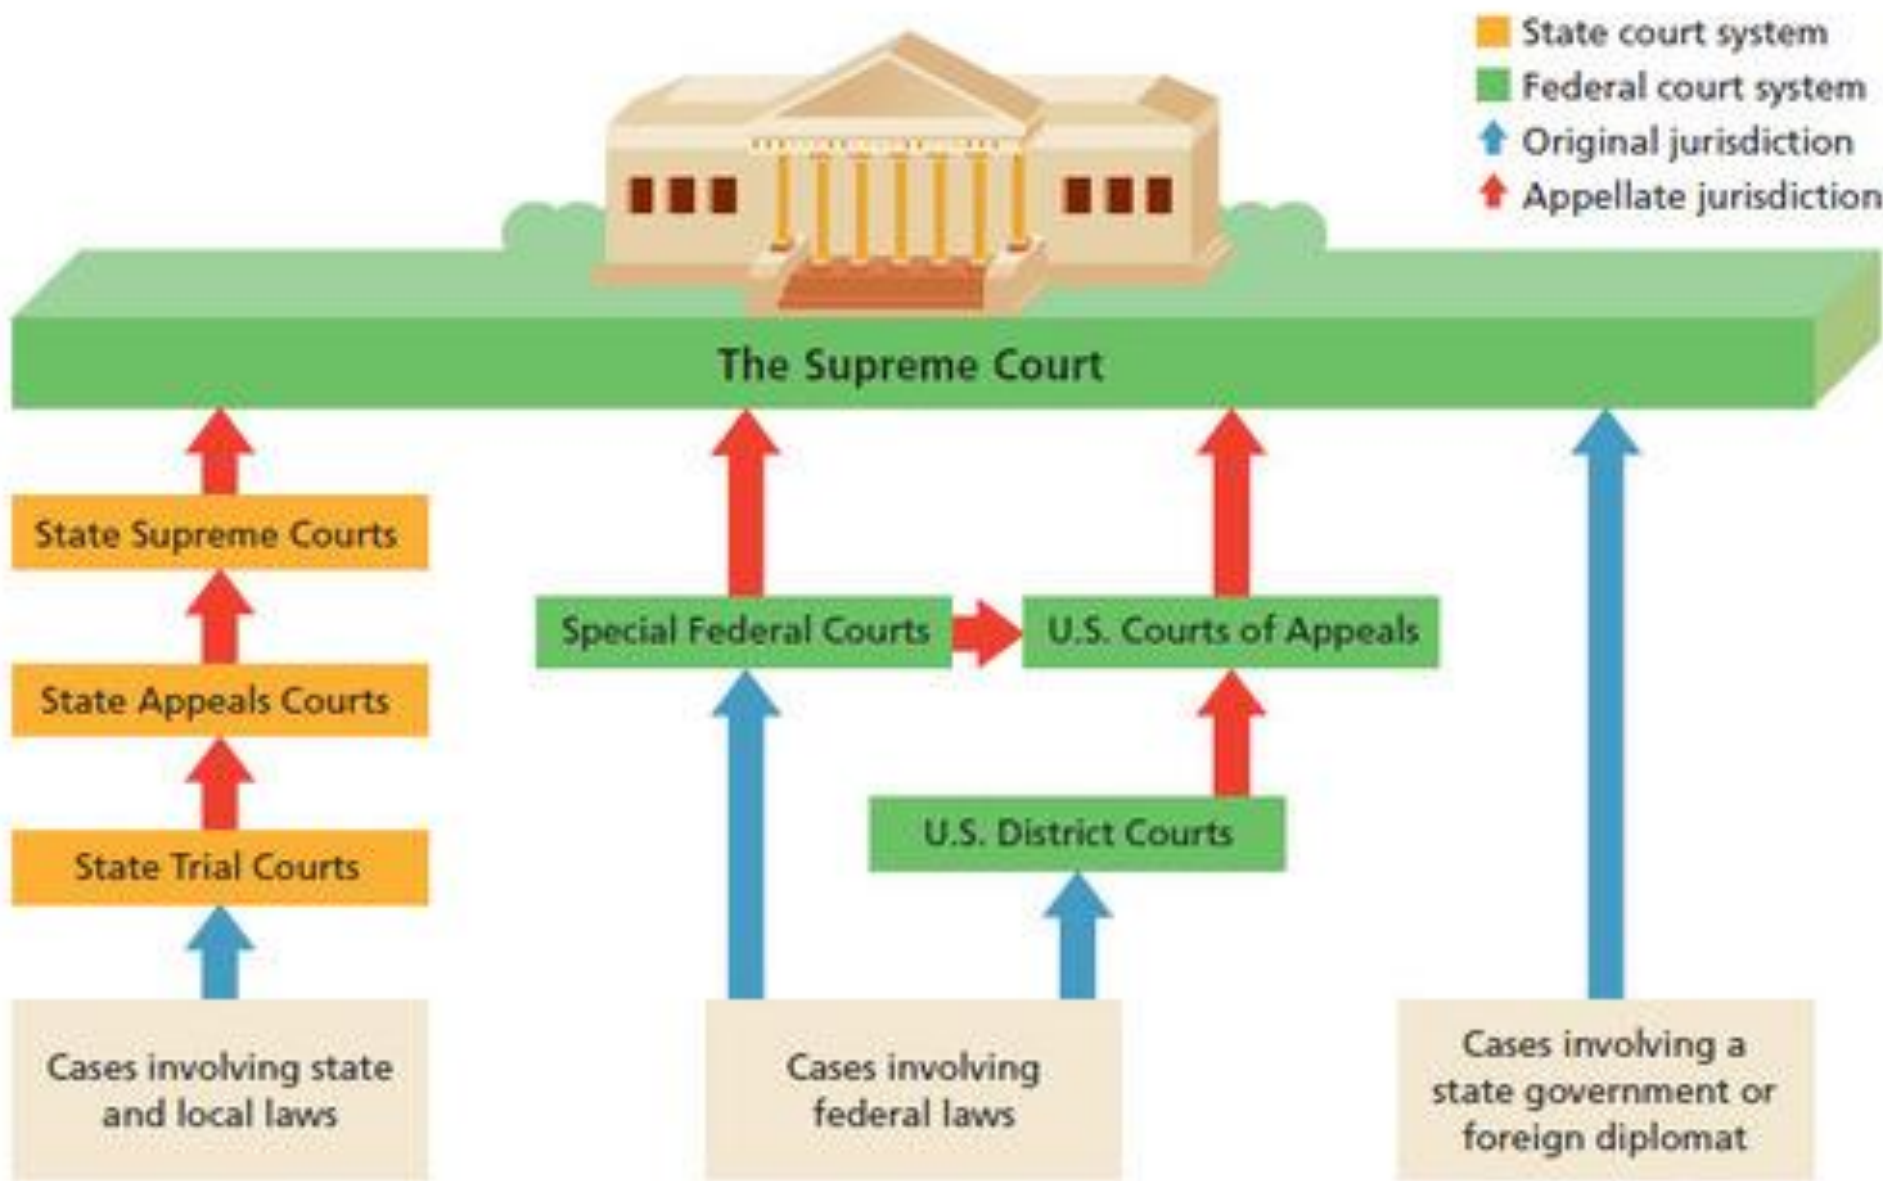 State court system
Federal court system
Original jurisdiction
Appellate jurisdiction
The Supreme Court
State Supreme Courts
State Appeals Courts
State Trial Courts
Cases involving state
and local laws
Special Federal Courts
U.S. Courts of Appeals
U.S. District Courts
Cases involving
federal laws
Cases involving a
state government or
foreign diplomat